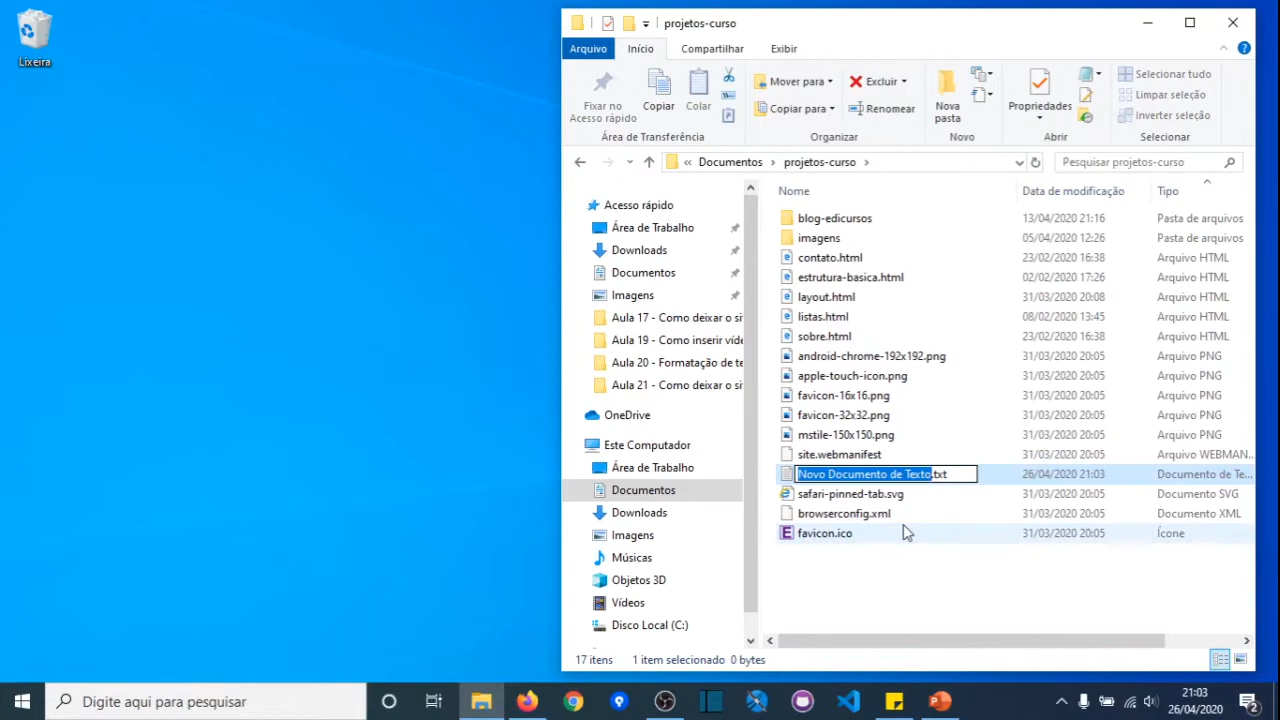 Lixeira
projetos-curso
Arquivo Início Compartilhar Exibir
Fixar no Acesso rápido
Copiar
Colar
Área de Transferência
Mover para
Copiar para
Excluir
Renomear
Organizar
Nova pasta
Novo
Propriedades
Abrir
Selecionar tudo
Limpar seleção
Inverter seleção
Selecionar
« Documentos > projetos-curso >
Pesquisar projetos-curso
Acesso rápido
Área de Trabalho
Downloads
Documentos
Imagens
Aula 17 - Como deixar o si
Aula 19 - Como inserir víde
Aula 20 - Formatação de te
Aula 21 - Como deixar o si
OneDrive
Este Computador
Área de Trabalho
Documentos
Downloads
Imagens
Músicas
Objetos 3D
Vídeos
Disco Local (C:)
Nome Data de modificação Tipo
blog-edicursos 13/04/2020 21:16 Pasta de arquivos
imagens 05/04/2020 12:26 Pasta de arquivos
contato.html 23/02/2020 16:38 Arquivo HTML
estrutura-basica.html 02/02/2020 17:26 Arquivo HTML
layout.html 31/03/2020 20:08 Arquivo HTML
listas.html 08/02/2020 13:45 Arquivo HTML
sobre.html 23/02/2020 16:38 Arquivo HTML
android-chrome-192x192.png 31/03/2020 20:05 Arquivo PNG
apple-touch-icon.png 31/03/2020 20:05 Arquivo PNG
favicon-16x16.png 31/03/2020 20:05 Arquivo PNG
favicon-32x32.png 31/03/2020 20:05 Arquivo PNG
mstile-150x150.png 31/03/2020 20:05 Arquivo PNG
site.webmanifest 31/03/2020 20:05 Arquivo WEBMAN...
Novo Documento de Texto.txt 26/04/2020 21:03 Documento de Te...
safari-pinned-tab.svg 31/03/2020 20:05 Documento SVG
browserconfig.xml 31/03/2020 20:05 Documento XML
favicon.ico 31/03/2020 20:05 Ícone
17 itens 1 item selecionado 0 bytes
Digite aqui para pesquisar
21:03
26/04/2020
2